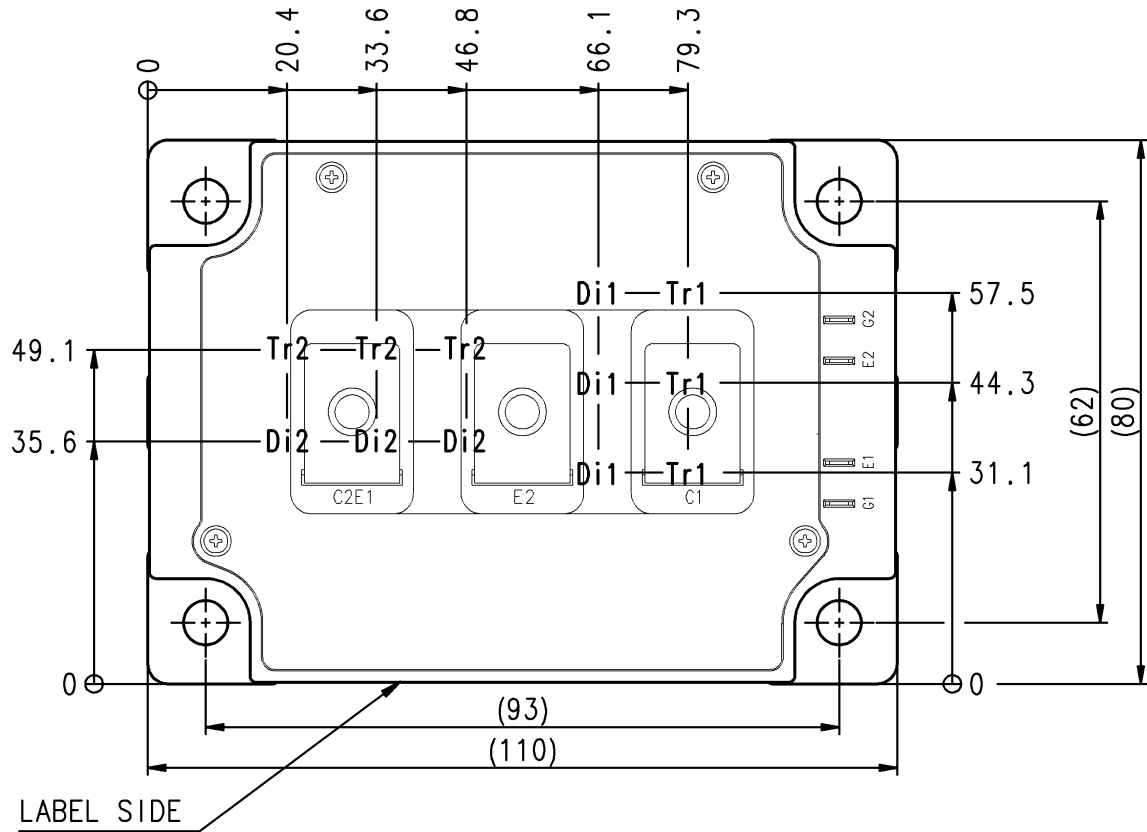 0
20.4
33.6
46.8
66.1
79.3
Di1 Tr1 57.5
G2
49.1 Tr2 Tr2 Tr2
E2
Di1 Tr1 44.3
(62)
(80)
35.6 Di2 Di2 Di2
E1
Di1 Tr1 31.1
C2E1 E2 C1
G1
0 0
(93)
(110)
LABEL SIDE